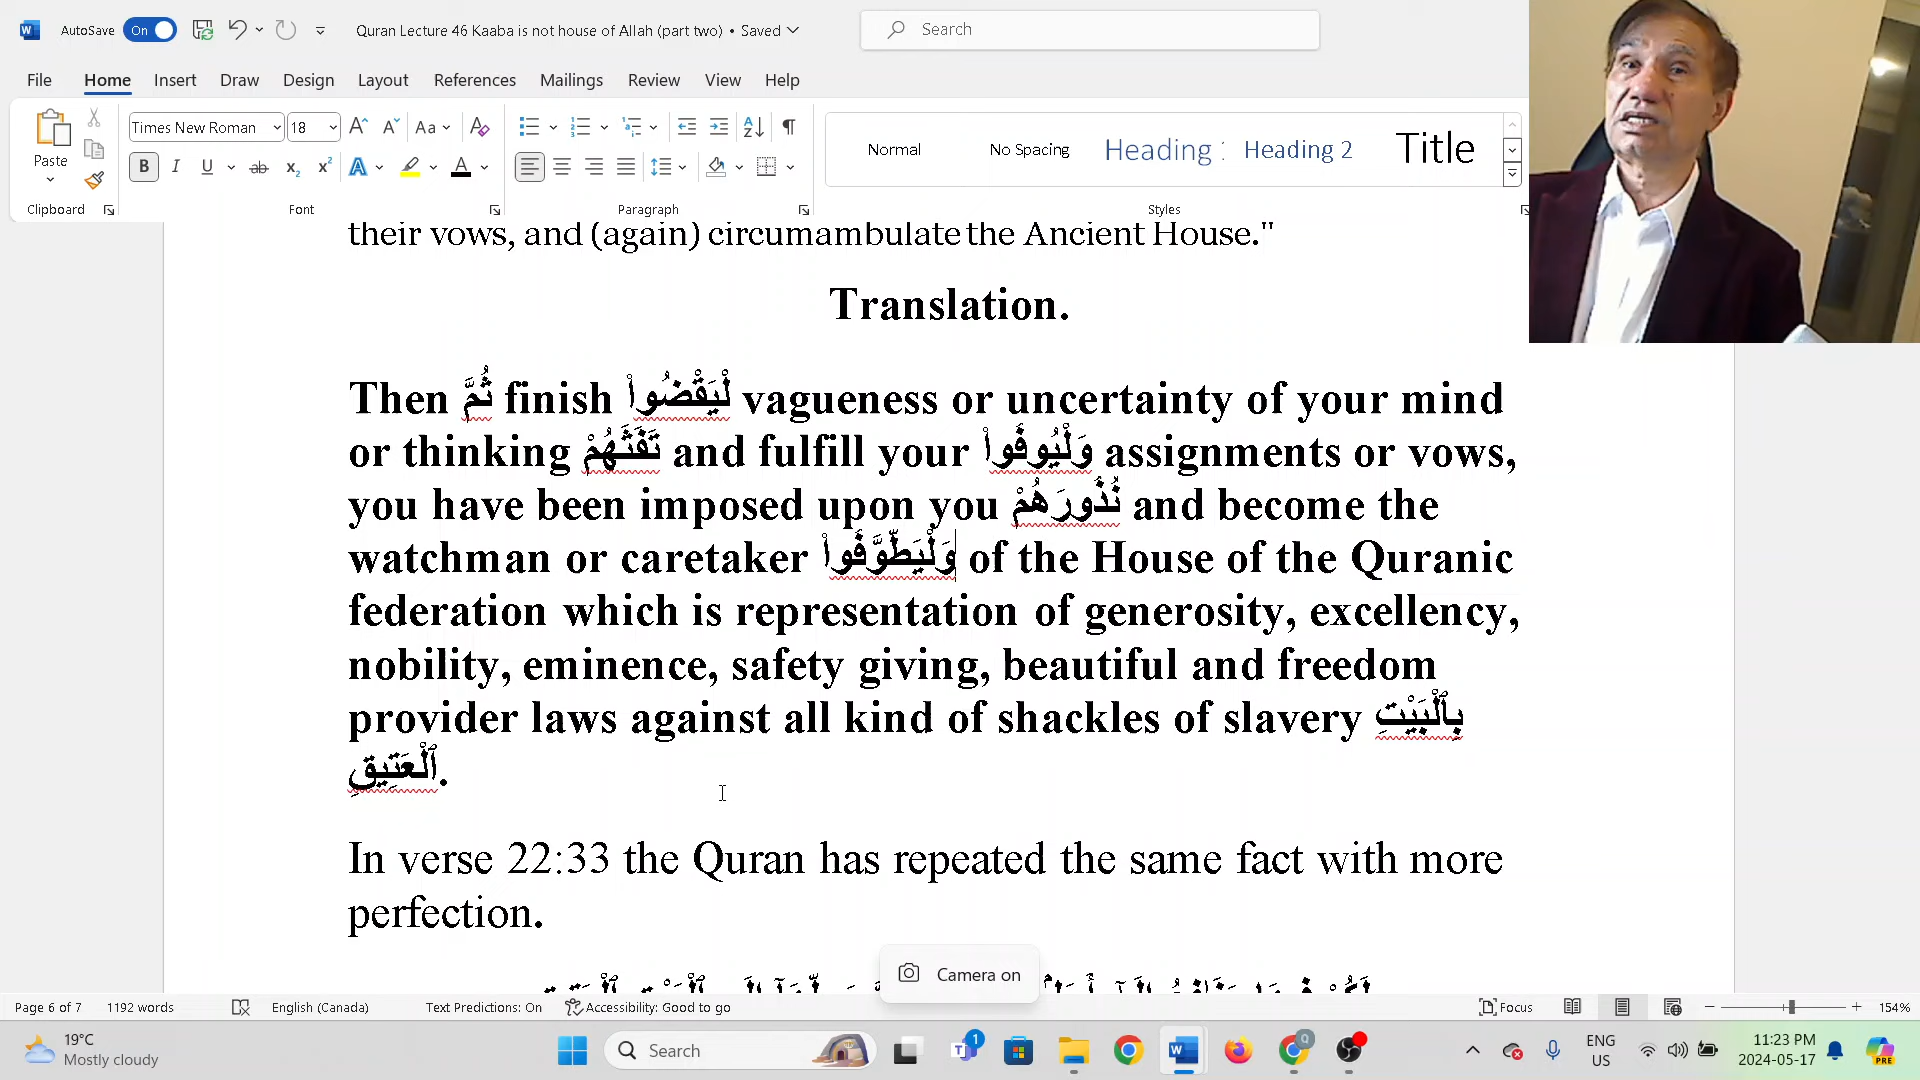 AutoSave On Quran Lecture 46 Kaaba is not house of Allah (part two) • Saved Search
File Home Insert Draw Design Layout References Mailings Review View Help
Times New Roman 18 Aa
Paste Normal No Spacing Heading 1 Heading 2 Title
B I U ab
Clipboard Font Paragraph Styles
their vows, and (again) circumambulate the Ancient House."
Translation.
Then ثُمَّ finish لْيَقْضُوا۟ vagueness or uncertainty of your mind
or thinking تَفَثَهُمْ and fulfill your وَلْيُوفُوا۟ assignments or vows,
you have been imposed upon you نُذُورَهُمْ and become the
watchman or caretaker وَلْيَطَّوَّفُوا۟ of the House of the Quranic
federation which is representation of generosity, excellency,
nobility, eminence, safety giving, beautiful and freedom
provider laws against all kind of shackles of slavery بِٱلْبَيْتِ
ٱلْعَتِيقِ.
In verse 22:33 the Quran has repeated the same fact with more
perfection.
Camera on
Page 6 of 7 1192 words English (Canada) Text Predictions: On Accessibility: Good to go Focus 154%
19°C
Mostly cloudy
Search
1
ENG
US
11:23 PM
2024-05-17
PRE